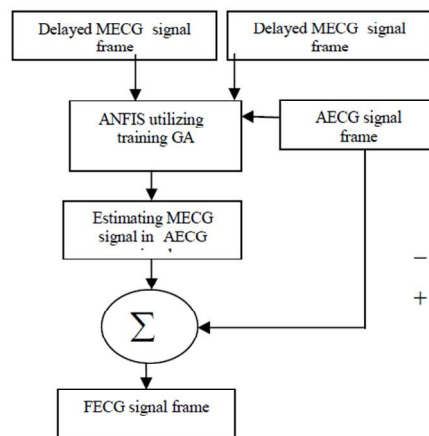 Delayed MECG signal
frame
Delayed MECG signal
frame
ANFIS utilizing
training GA
AECG signal
frame
Estimating MECG
signal in AECG
−
+
Σ
FECG signal frame